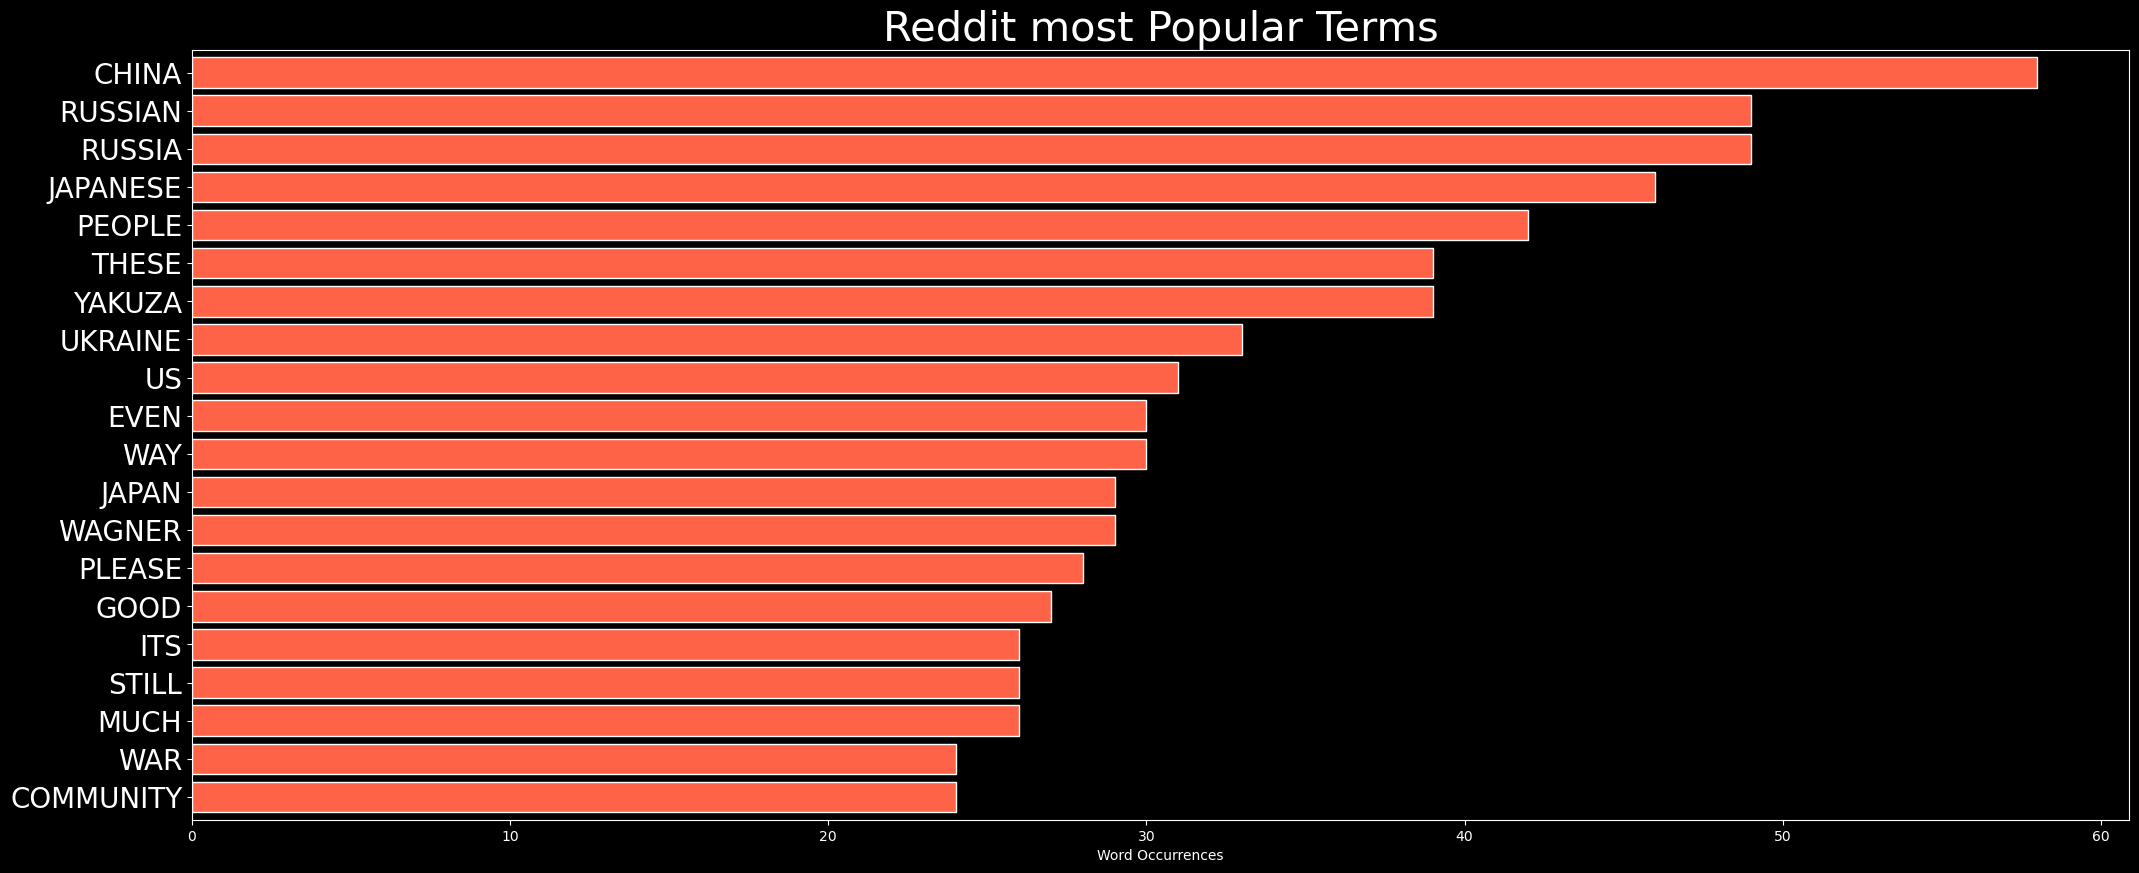 Reddit most Popular Terms
CHINA
RUSSIAN
RUSSIA
JAPANESE
PEOPLE
THESE
YAKUZA
UKRAINE
US
EVEN
WAY
JAPAN
WAGNER
PLEASE
GOOD
ITS
STILL
MUCH
WAR
COMMUNITY
0 10 20 30 40 50 60
Word Occurrences